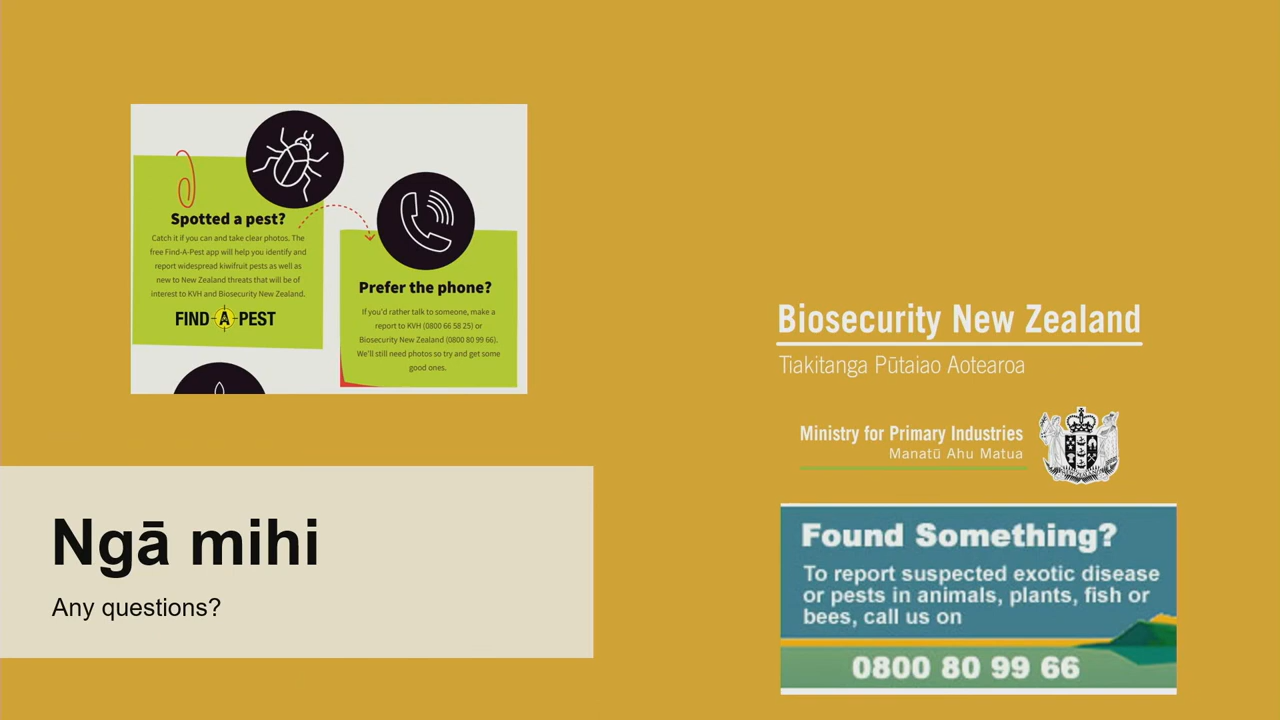 Spotted a pest?
Catch it if you can and take clear photos. The
free Find-A-Pest app will help you identify and
report widespread kiwifruit pests as well as
new to New Zealand threats that will be of
interest to KVH and Biosecurity New Zealand.
FIND A PEST
Prefer the phone?
If you'd rather talk to someone, make a
report to KVH (0800 66 58 25) or
Biosecurity New Zealand (0800 80 99 66).
We'll still need photos so try and get some
good ones.
Ngā mihi
Any questions?
Biosecurity New Zealand
Tiakitanga Pūtaiao Aotearoa
Ministry for Primary Industries
Manatū Ahu Matua
Found Something?
To report suspected exotic disease
or pests in animals, plants, fish or
bees, call us on
0800 80 99 66